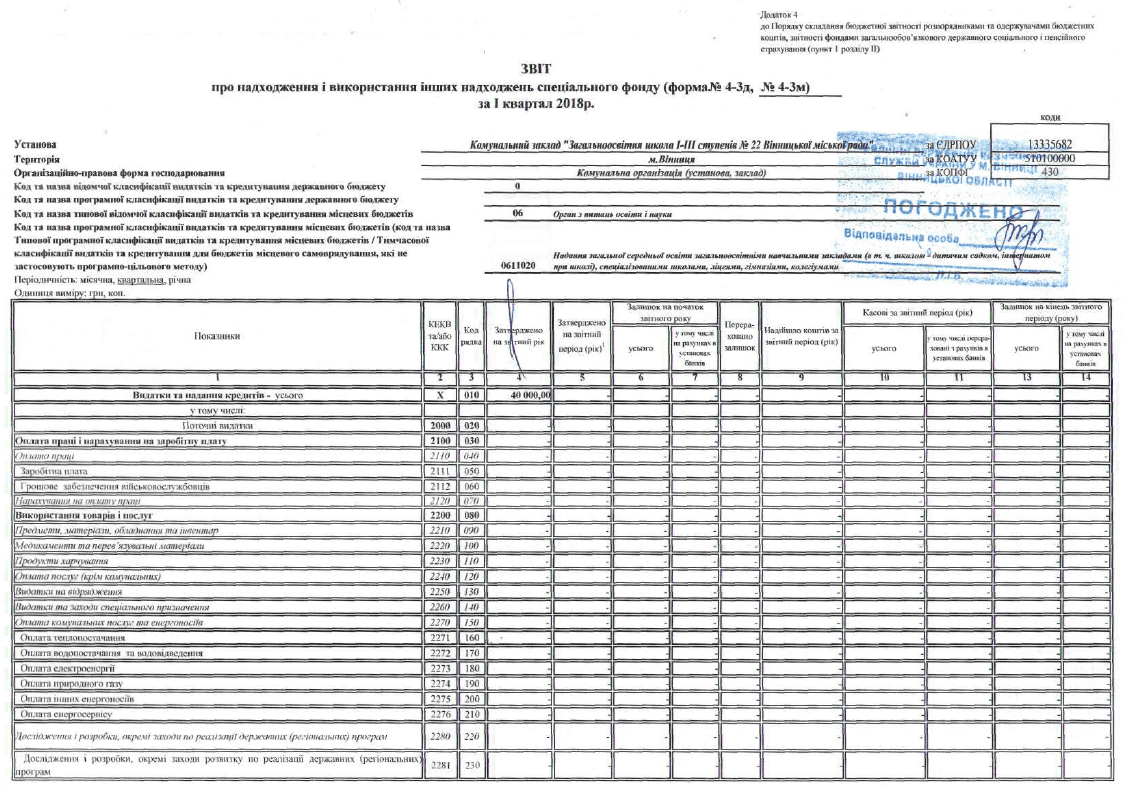 Додаток 4
до Порядку складання бюджетної звітності розпорядниками та одержувачами бюджетних
коштів, звітності фондами загальнообов'язкового державного соціального і пенсійного
страхування (пункт 1 розділу II)
ЗВІТ
про надходження і використання інших надходжень спеціального фонду (форма№ 4-3д, № 4-3м)
за I квартал 2018р.
коди
Установа Комунальний заклад "Загальноосвітня школа І-ІІІ ступенів № 22 Вінницької міської ради" за ЄДРПОУ 13335682
Територія м.Вінниця за КОАТУУ 510100000
Організаційно-правова форма господарювання Комунальна організація (установа, заклад) за КОПФГ 430
СЛУЖБИ УКРАЇНИ У М. ВІННИЦІ
ВІННИЦЬКОЇ ОБЛАСТІ
ПОГОДЖЕНО
Відповідальна особа
П.І.Б.
Код та назва відомчої класифікації видатків та кредитування державного бюджету 0
Код та назва програмної класифікації видатків та кредитування державного бюджету
Код та назва типової відомчої класифікації видатків та кредитування місцевих бюджетів 06 Орган з питань освіти і науки
Код та назва програмної класифікації видатків та кредитування місцевих бюджетів (код та назва
Типової програмної класифікації видатків та кредитування місцевих бюджетів / Тимчасової
класифікації видатків та кредитування для бюджетів місцевого самоврядування, які не
застосовують програмно-цільового методу) 0611020 Надання загальної середньої освіти загальноосвітніми навчальними закладами (в т. ч. школою - дитячим садком, інтернатом
при школі), спеціалізованими школами, ліцеями, гімназіями, колегіумами
Періодичність: місячна, квартальна, річна
Одиниця виміру: грн, коп.
Показники КЕКВ та/або ККК Код рядка Затверджено на звітний рік Затверджено на звітний період (рік)¹ Залишок на початок звітного року Перера-ховано залишок Надійшло коштів за звітний період (рік) Касові за звітний період (рік) Залишок на кінець звітного періоду (року)
усього у тому числі на рахунках в установах банків усього у тому числі перера-ховані з рахунків в установах банків усього у тому числі на рахунках в установах банків
1 2 3 4 5 6 7 8 9 10 11 13 14
Видатки та надання кредитів - усього X 010 40 000,00 - - - - - - - - -
у тому числі:
Поточні видатки 2000 020 - - - - - - - - - -
Оплата праці і нарахування на заробітну плату 2100 030 - - - - - - - - - -
Оплата праці 2110 040 - - - - - - - - - -
Заробітна плата 2111 050 - - - - - - - - - -
Грошове забезпечення військовослужбовців 2112 060 - - - - - - - - - -
Нарахування на оплату праці 2120 070 - - - - - - - - - -
Використання товарів і послуг 2200 080 - - - - - - - - - -
Предмети, матеріали, обладнання та інвентар 2210 090 - - - - - - - - - -
Медикаменти та перев'язувальні матеріали 2220 100 - - - - - - - - - -
Продукти харчування 2230 110 - - - - - - - - - -
Оплата послуг (крім комунальних) 2240 120 - - - - - - - - - -
Видатки на відрядження 2250 130 - - - - - - - - - -
Видатки та заходи спеціального призначення 2260 140 - - - - - - - - - -
Оплата комунальних послуг та енергоносіїв 2270 150 - - - - - - - - - -
Оплата теплопостачання 2271 160 - - - - - - - - - -
Оплата водопостачання та водовідведення 2272 170 - - - - - - - - - -
Оплата електроенергії 2273 180 - - - - - - - - - -
Оплата природного газу 2274 190 - - - - - - - - - -
Оплата інших енергоносіїв 2275 200 - - - - - - - - - -
Оплата енергосервісу 2276 210 - - - - - - - - - -
Дослідження і розробки, окремі заходи по реалізації державних (регіональних) програм 2280 220 - - - - - - - - - -
Дослідження і розробки, окремі заходи розвитку по реалізації державних (регіональних)
програм 2281 230 - - - - - - - - - -